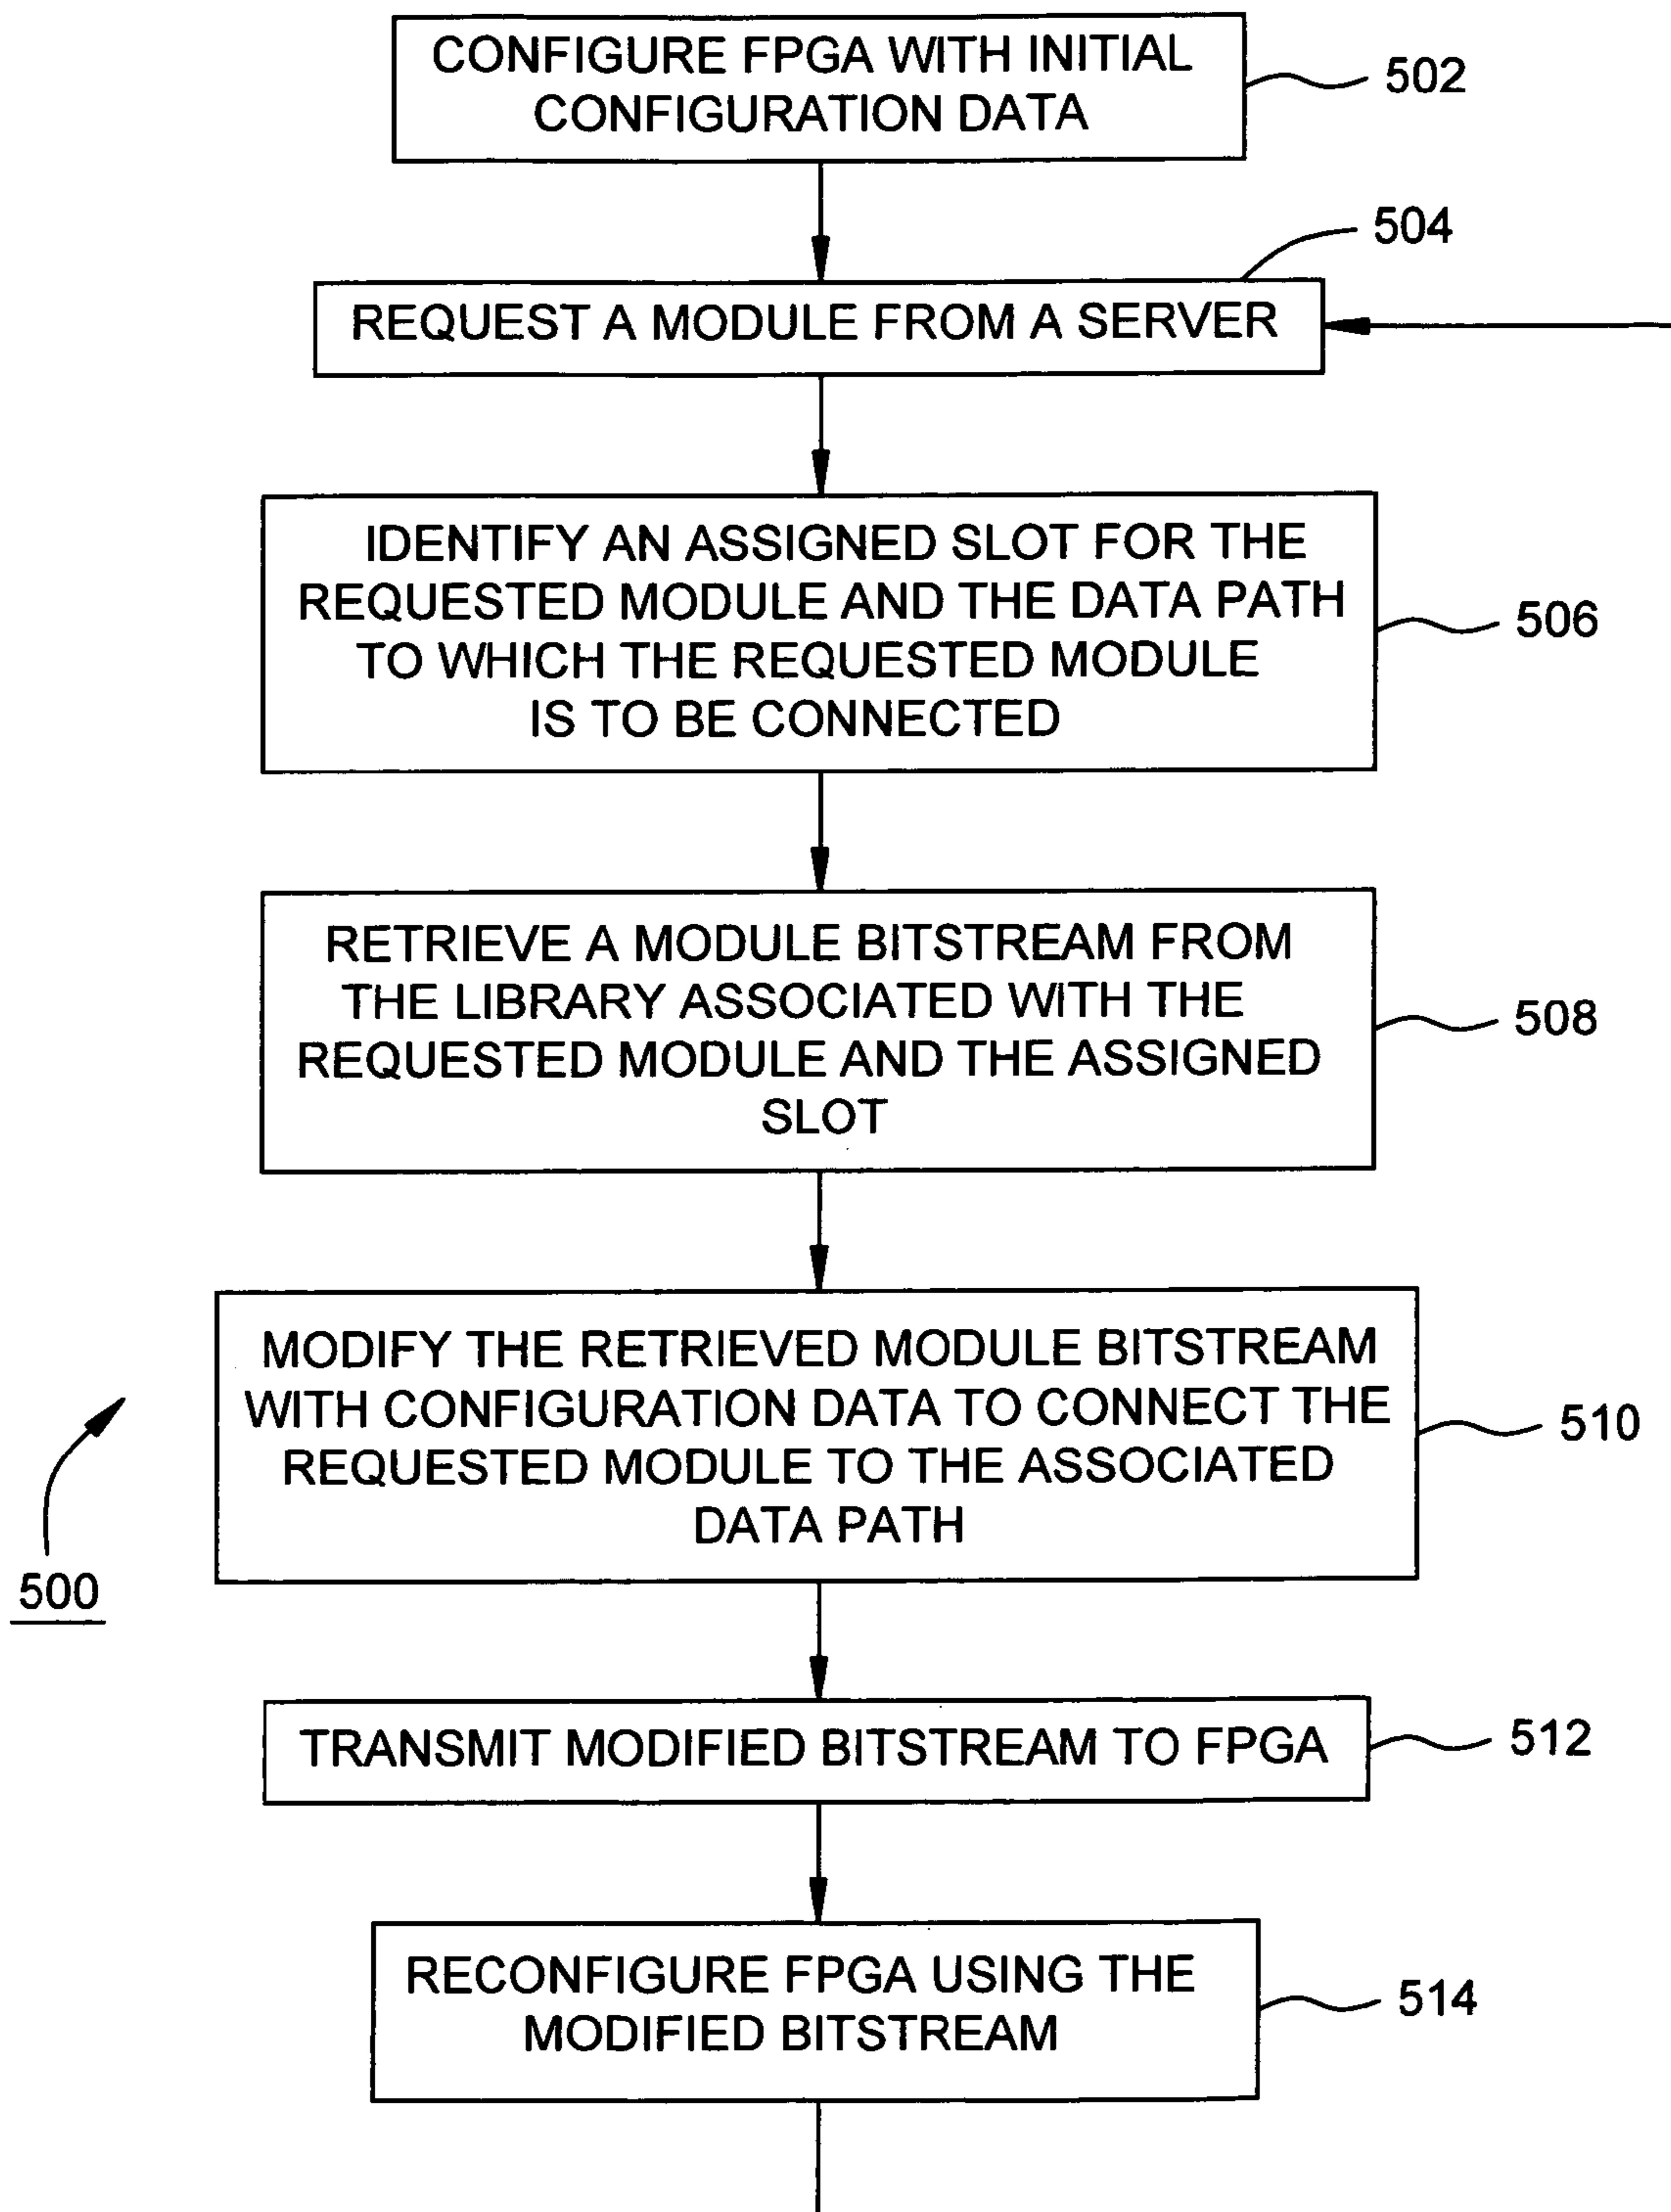 CONFIGURE FPGA WITH INITIAL
CONFIGURATION DATA
502
504
REQUEST A MODULE FROM A SERVER
IDENTIFY AN ASSIGNED SLOT FOR THE
REQUESTED MODULE AND THE DATA PATH
TO WHICH THE REQUESTED MODULE
IS TO BE CONNECTED
506
RETRIEVE A MODULE BITSTREAM FROM
THE LIBRARY ASSOCIATED WITH THE
REQUESTED MODULE AND THE ASSIGNED
SLOT
508
MODIFY THE RETRIEVED MODULE BITSTREAM
WITH CONFIGURATION DATA TO CONNECT THE
REQUESTED MODULE TO THE ASSOCIATED
DATA PATH
510
500
TRANSMIT MODIFIED BITSTREAM TO FPGA
512
RECONFIGURE FPGA USING THE
MODIFIED BITSTREAM
514